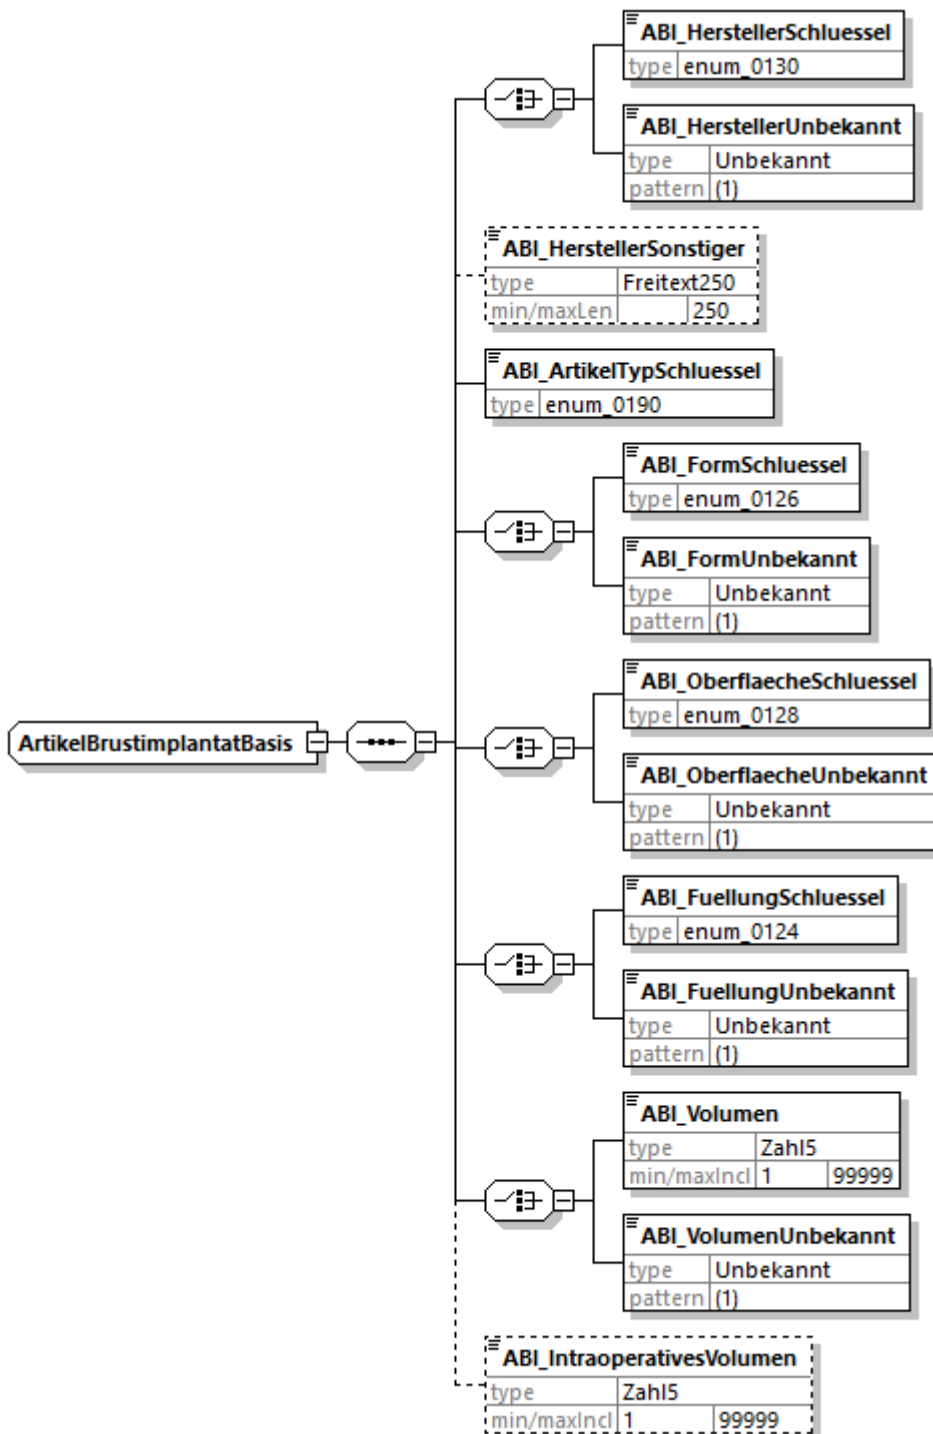 ABI_HerstellerSchluessel
type enum_0130
ABI_HerstellerUnbekannt
type Unbekannt
pattern (1)
ABI_HerstellerSonstiger
type Freitext250
min/maxLen 250
ABI_ArtikelTypSchluessel
type enum_0190
ABI_FormSchluessel
type enum_0126
ABI_FormUnbekannt
type Unbekannt
pattern (1)
ABI_OberflaecheSchluessel
type enum_0128
ArtikelBrustimplantatBasis
ABI_OberflaecheUnbekannt
type Unbekannt
pattern (1)
ABI_FuellungSchluessel
type enum_0124
ABI_FuellungUnbekannt
type Unbekannt
pattern (1)
ABI_Volumen
type Zahl5
min/maxIncl 1 99999
ABI_VolumenUnbekannt
type Unbekannt
pattern (1)
ABI_IntraoperativesVolumen
type Zahl5
min/maxIncl 1 99999